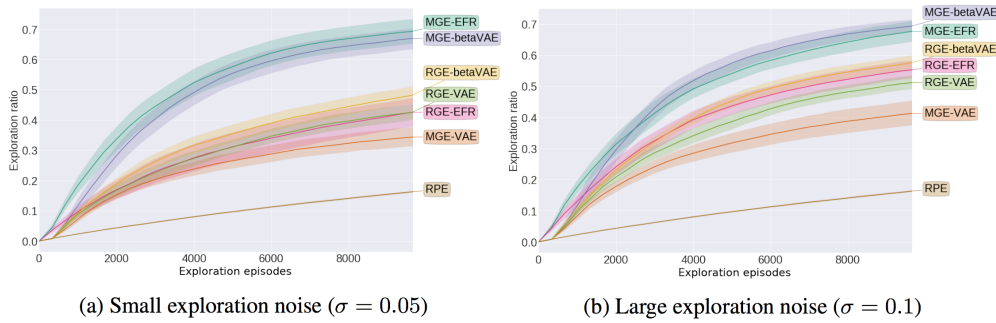 0.7
0.6
0.5
0.4
0.3
0.2
0.1
0.0
Exploration ratio
0
2000
4000
6000
8000
Exploration episodes
MGE-EFR
MGE-betaVAE
RGE-betaVAE
RGE-VAE
RGE-EFR
MGE-VAE
RPE
(a) Small exploration noise (σ = 0.05)
0.7
0.6
0.5
0.4
0.3
0.2
0.1
0.0
Exploration ratio
0
2000
4000
6000
8000
Exploration episodes
MGE-betaVAE
MGE-EFR
RGE-betaVAE
RGE-EFR
RGE-VAE
MGE-VAE
RPE
(b) Large exploration noise (σ = 0.1)